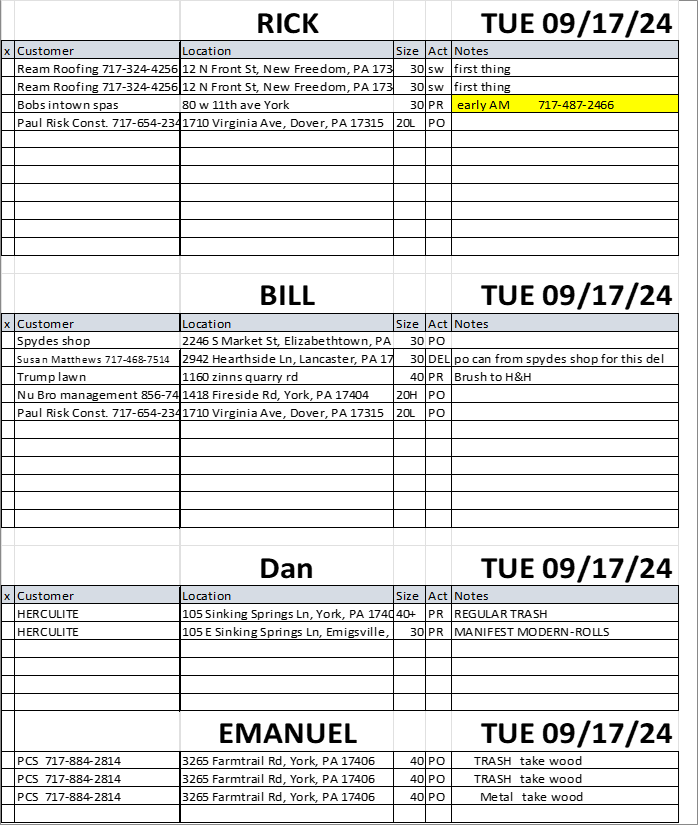 RICK TUE 09/17/24
x Customer Location Size Act Notes
Ream Roofing 717-324-4256 12 N Front St, New Freedom, PA 173 30 sw first thing
Ream Roofing 717-324-4256 12 N Front St, New Freedom, PA 173 30 sw first thing
Bobs intown spas 80 w 11th ave York 30 PR early AM 717-487-2466
Paul Risk Const. 717-654-234 1710 Virginia Ave, Dover, PA 17315 20L PO
BILL TUE 09/17/24
x Customer Location Size Act Notes
Spydes shop 2246 S Market St, Elizabethtown, PA 30 PO
Susan Matthews 717-468-7514 2942 Hearthside Ln, Lancaster, PA 17 30 DEL po can from spydes shop for this del
Trump lawn 1160 zinns quarry rd 40 PR Brush to H&H
Nu Bro management 856-74 1418 Fireside Rd, York, PA 17404 20H PO
Paul Risk Const. 717-654-234 1710 Virginia Ave, Dover, PA 17315 20L PO
Dan TUE 09/17/24
x Customer Location Size Act Notes
HERCULITE 105 Sinking Springs Ln, York, PA 1740 40+ PR REGULAR TRASH
HERCULITE 105 E Sinking Springs Ln, Emigsville, 30 PR MANIFEST MODERN-ROLLS
EMANUEL TUE 09/17/24
PCS 717-884-2814 3265 Farmtrail Rd, York, PA 17406 40 PO TRASH take wood
PCS 717-884-2814 3265 Farmtrail Rd, York, PA 17406 40 PO TRASH take wood
PCS 717-884-2814 3265 Farmtrail Rd, York, PA 17406 40 PO Metal take wood